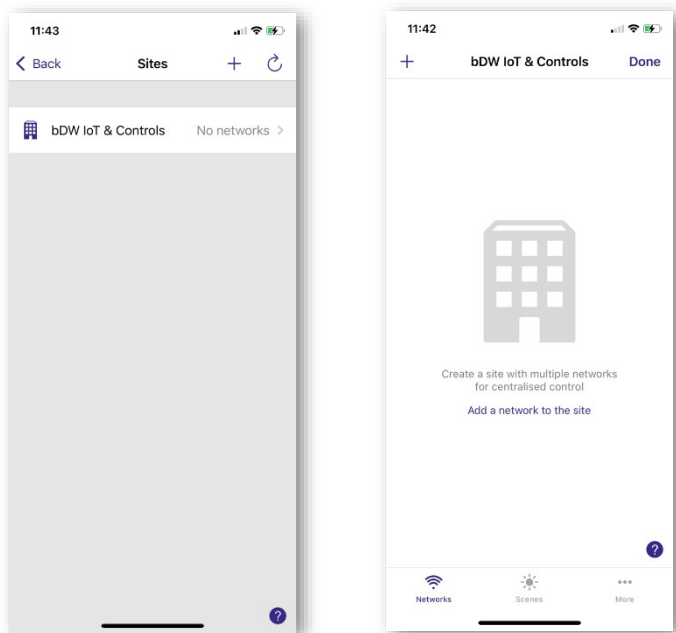 11:43
Back Sites +
bDW IoT & Controls No networks >
?
11:42
+ bDW IoT & Controls Done
Create a site with multiple networks
for centralised control
Add a network to the site
?
Networks Scenes More